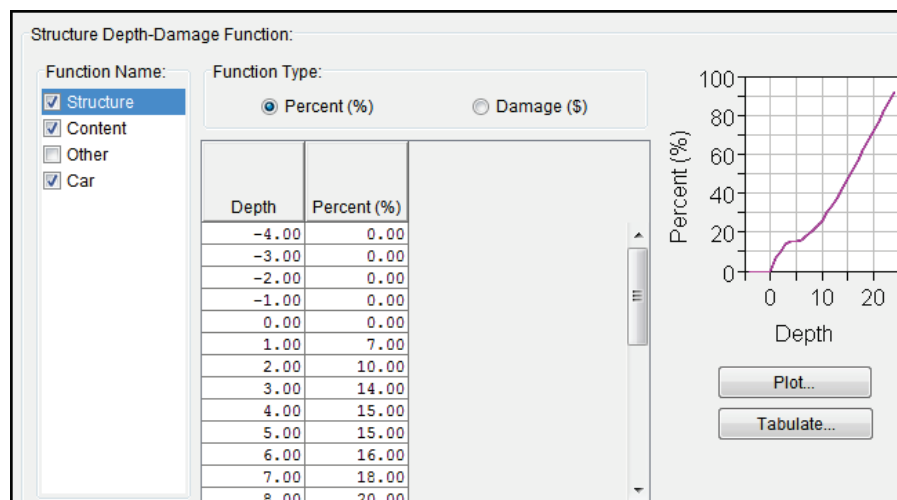 Structure Depth-Damage Function:
Function Name:
Structure
Content
Other
Car
Function Type:
Percent (%)
Damage ($)
Depth Percent (%)
-4.00 0.00
-3.00 0.00
-2.00 0.00
-1.00 0.00
0.00 0.00
1.00 7.00
2.00 10.00
3.00 14.00
4.00 15.00
5.00 15.00
6.00 16.00
7.00 18.00
8.00 20.00
Percent (%)
100
80
60
40
20
0
0 10 20
Depth
Plot...
Tabulate...